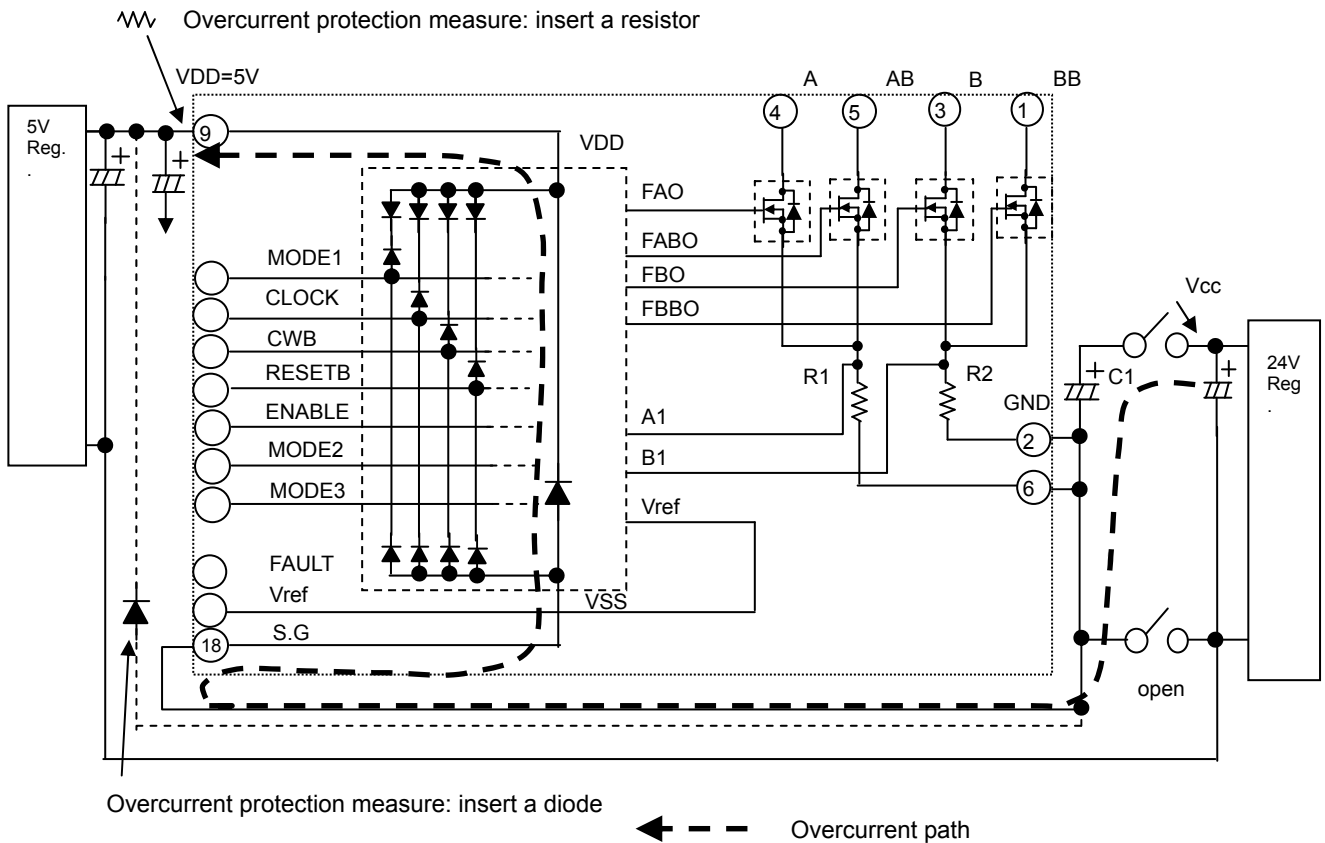 Overcurrent protection measure: insert a resistor
VDD=5V
A
AB
B
BB
5V
Reg.
.
9
4
5
3
1
VDD
FAO
FABO
FBO
FBBO
MODE1
CLOCK
CWB
RESETB
ENABLE
MODE2
MODE3
FAULT
Vref
S.G
18
VSS
A1
B1
Vref
R1
R2
GND
2
6
+
+
+
C1
+
Vcc
24V
Reg
.
open
Overcurrent protection measure: insert a diode
Overcurrent path